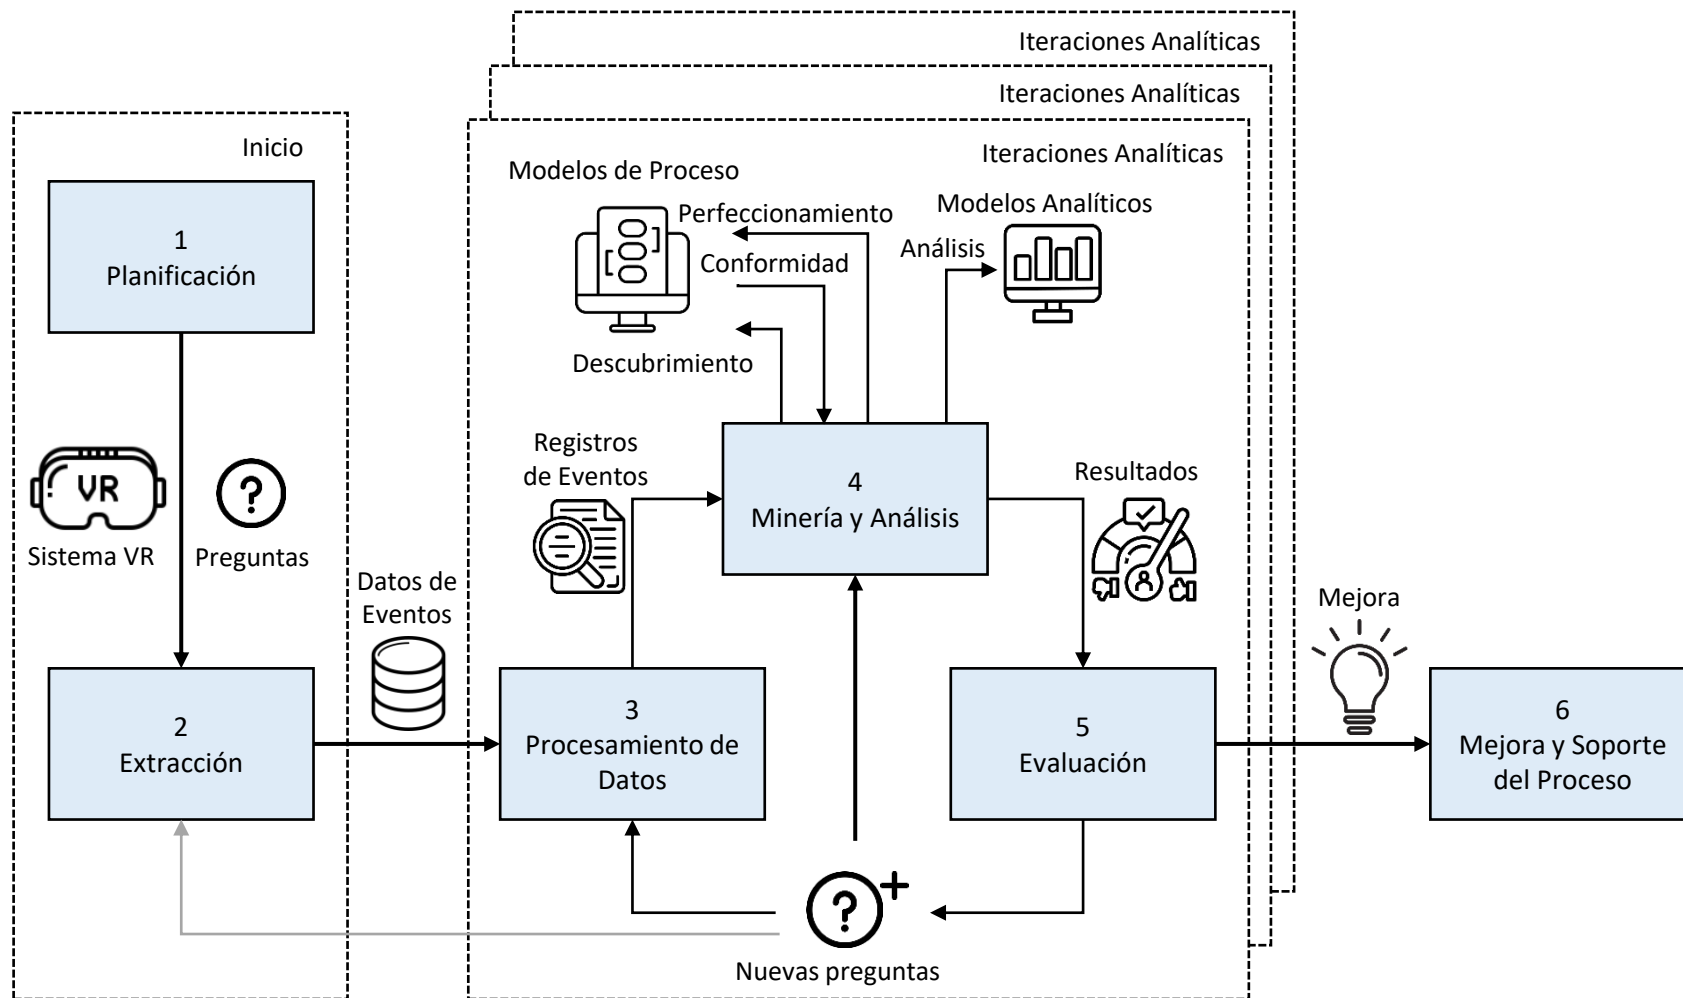 Iteraciones Analíticas
Iteraciones Analíticas
Iteraciones Analíticas
Inicio
1
Planificación
VR
Sistema VR
?
Preguntas
2
Extracción
Datos de
Eventos
Modelos de Proceso
Perfeccionamiento
Conformidad
Descubrimiento
Modelos Analíticos
Análisis
Registros
de Eventos
4
Minería y Análisis
Resultados
3
Procesamiento de
Datos
5
Evaluación
?+
Nuevas preguntas
Mejora
6
Mejora y Soporte
del Proceso